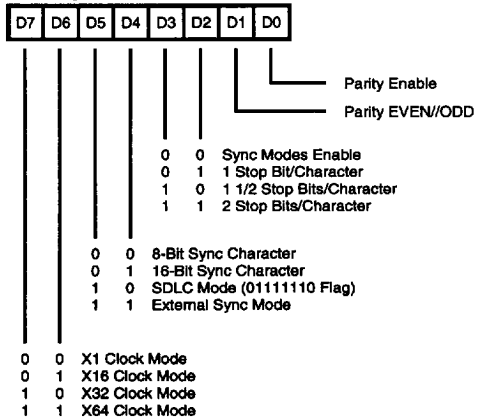 D7 D6 D5 D4 D3 D2 D1 D0
Parity Enable
Parity EVEN//ODD
0 0 Sync Modes Enable
0 1 1 Stop Bit/Character
1 0 1 1/2 Stop Bits/Character
1 1 2 Stop Bits/Character
0 0 8-Bit Sync Character
0 1 16-Bit Sync Character
1 0 SDLC Mode (01111110 Flag)
1 1 External Sync Mode
0 0 X1 Clock Mode
0 1 X16 Clock Mode
1 0 X32 Clock Mode
1 1 X64 Clock Mode